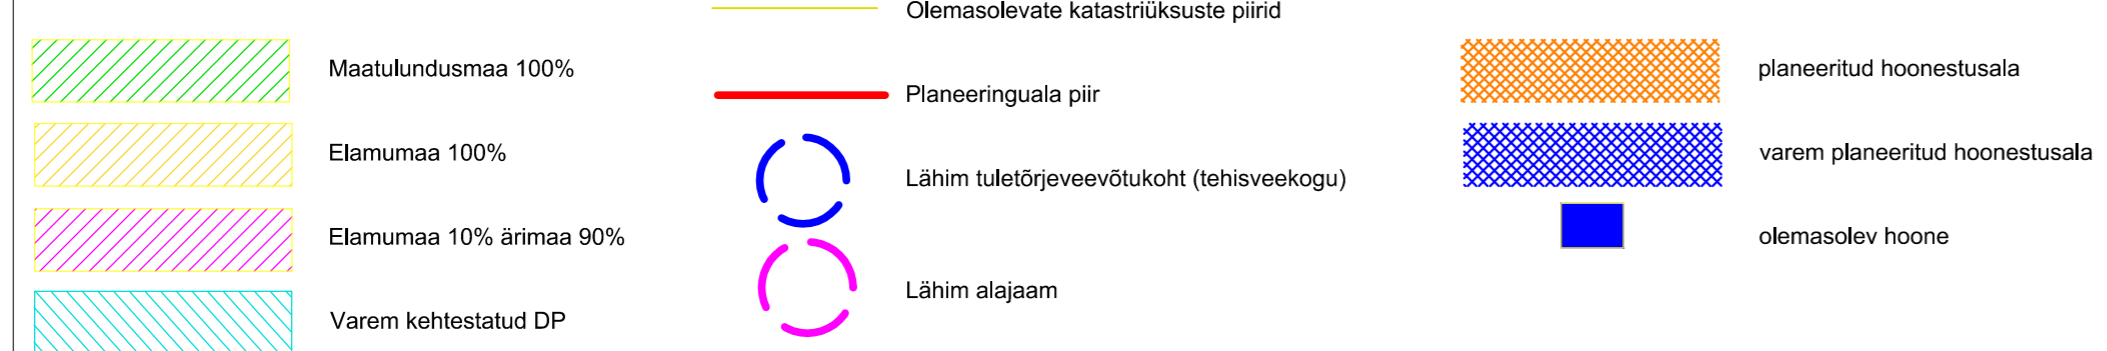 Maatulundusmaa 100%
Elamumaa 100%
Elamumaa 10% ärimaa 90%
Varem kehtestatud DP
Olemasolevate katastriüksuste piirid
Planeeringuala piir
Lähim tuletõrjeveevõtukoht (tehisveekogu)
Lähim alajaam
planeeritud hoonestusala
varem planeeritud hoonestusala
olemasolev hoone